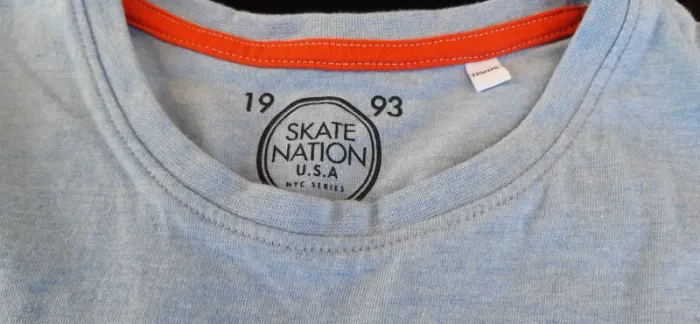 19 93
SKATE
NATION
U.S.A
NYC SERIES